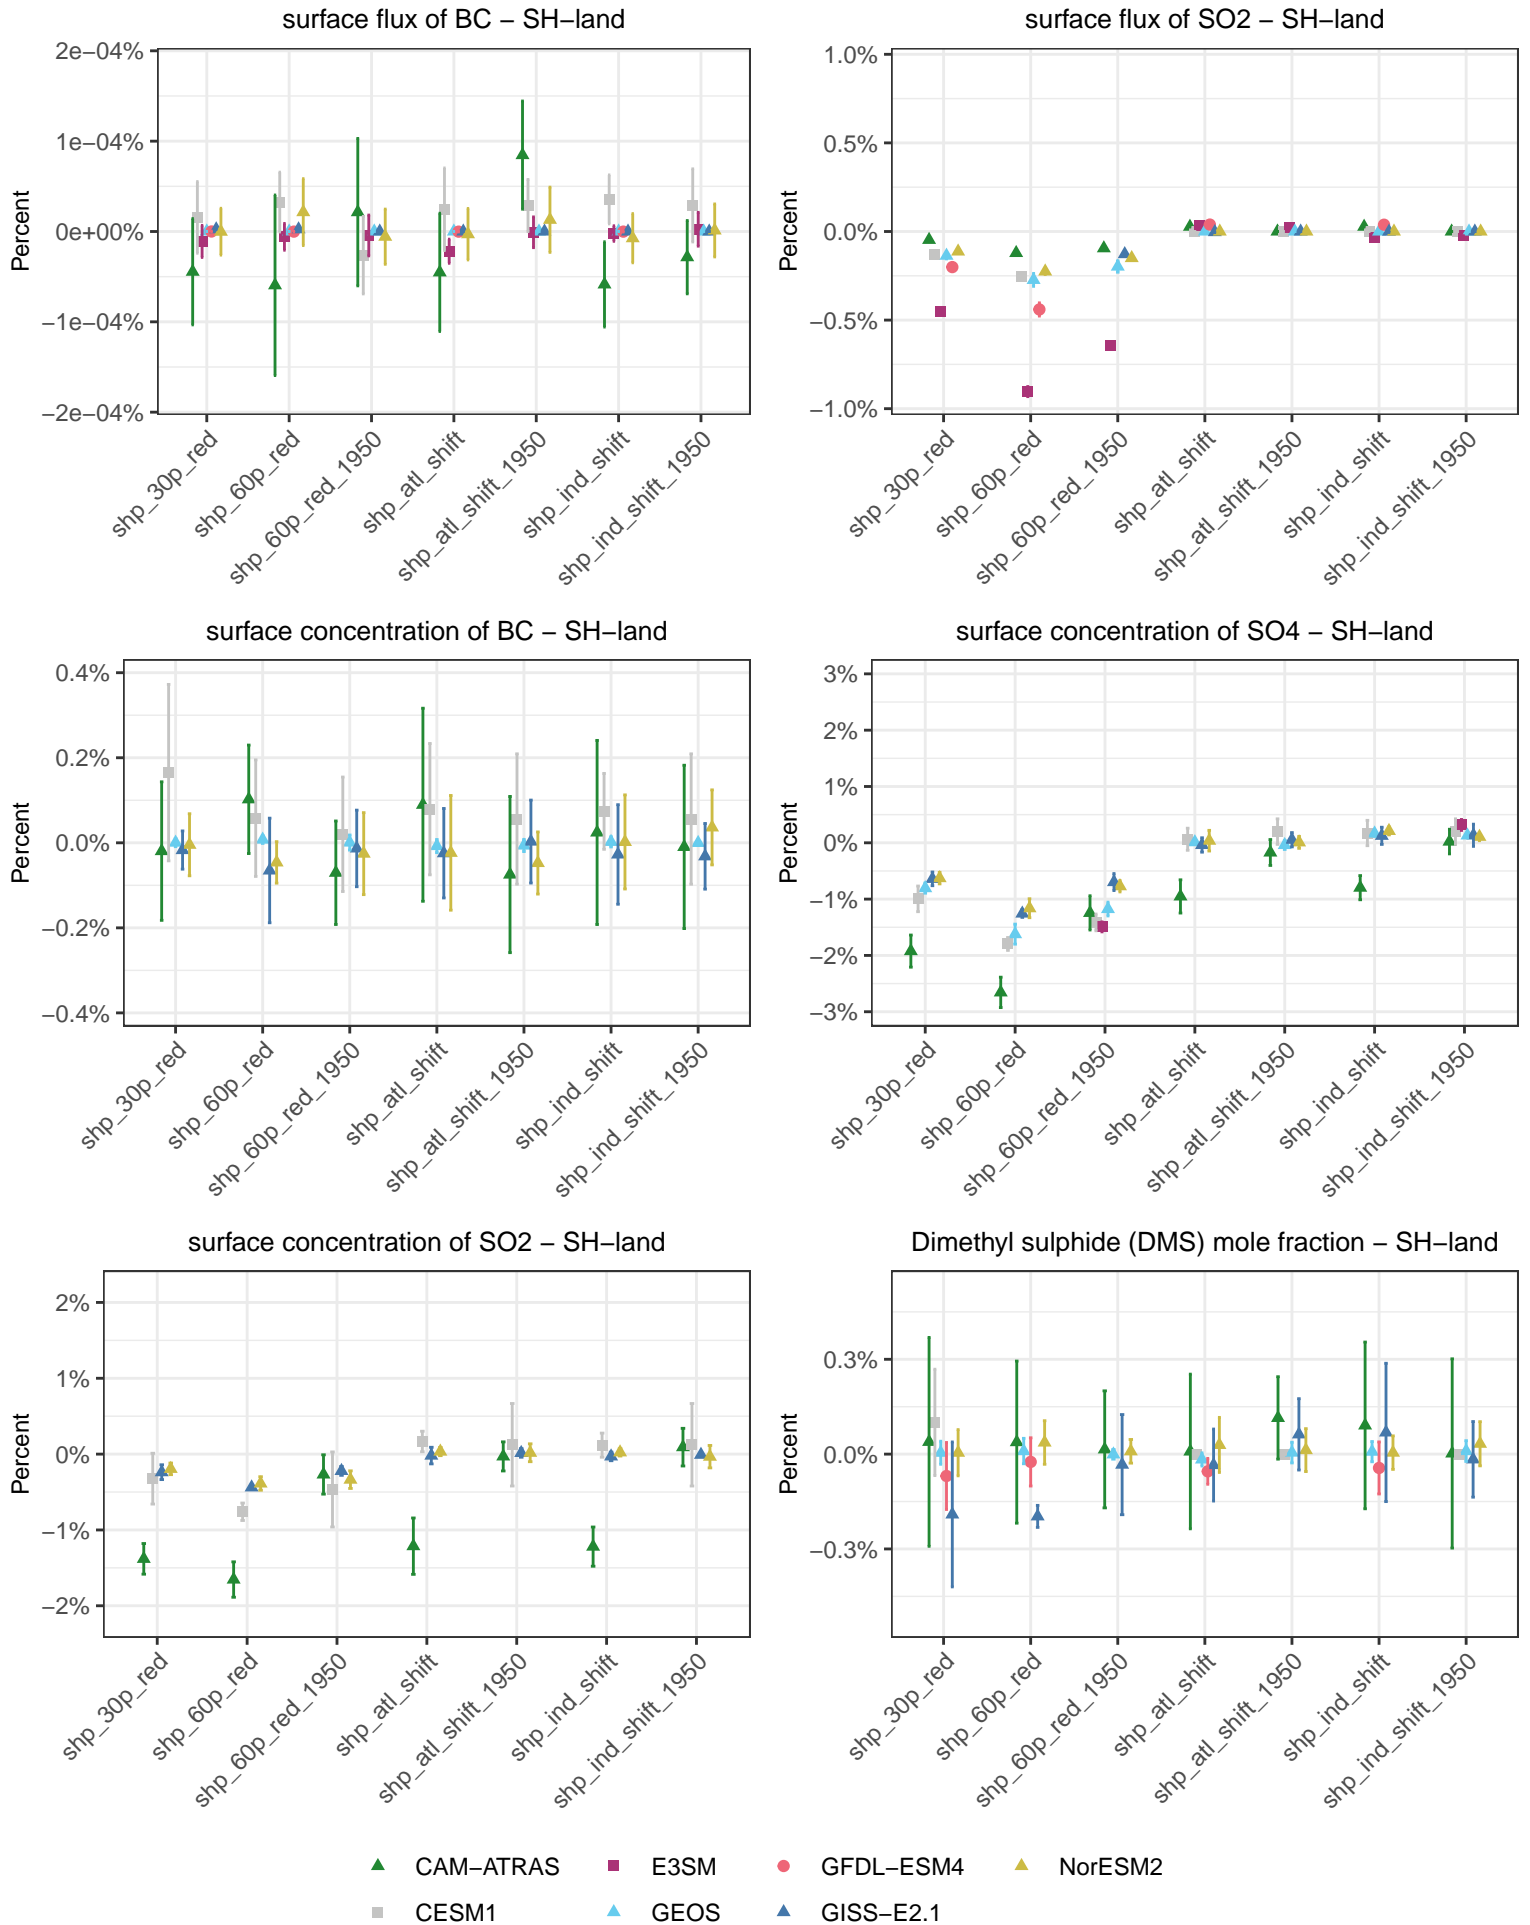 surface flux of BC − SH−land
Percent
2e−04%
1e−04%
0e+00%
−1e−04%
−2e−04%
shp_30p_red
shp_60p_red
shp_60p_red_1950
shp_atl_shift
shp_atl_shift_1950
shp_ind_shift
shp_ind_shift_1950
surface flux of SO2 − SH−land
Percent
1.0%
0.5%
0.0%
−0.5%
−1.0%
shp_30p_red
shp_60p_red
shp_60p_red_1950
shp_atl_shift
shp_atl_shift_1950
shp_ind_shift
shp_ind_shift_1950
surface concentration of BC − SH−land
Percent
0.4%
0.2%
0.0%
−0.2%
−0.4%
shp_30p_red
shp_60p_red
shp_60p_red_1950
shp_atl_shift
shp_atl_shift_1950
shp_ind_shift
shp_ind_shift_1950
surface concentration of SO4 − SH−land
Percent
3%
2%
1%
0%
−1%
−2%
−3%
shp_30p_red
shp_60p_red
shp_60p_red_1950
shp_atl_shift
shp_atl_shift_1950
shp_ind_shift
shp_ind_shift_1950
surface concentration of SO2 − SH−land
Percent
2%
1%
0%
−1%
−2%
shp_30p_red
shp_60p_red
shp_60p_red_1950
shp_atl_shift
shp_atl_shift_1950
shp_ind_shift
shp_ind_shift_1950
Dimethyl sulphide (DMS) mole fraction − SH−land
Percent
0.3%
0.0%
−0.3%
shp_30p_red
shp_60p_red
shp_60p_red_1950
shp_atl_shift
shp_atl_shift_1950
shp_ind_shift
shp_ind_shift_1950
CAM−ATRAS E3SM GFDL−ESM4 NorESM2
CESM1 GEOS GISS−E2.1